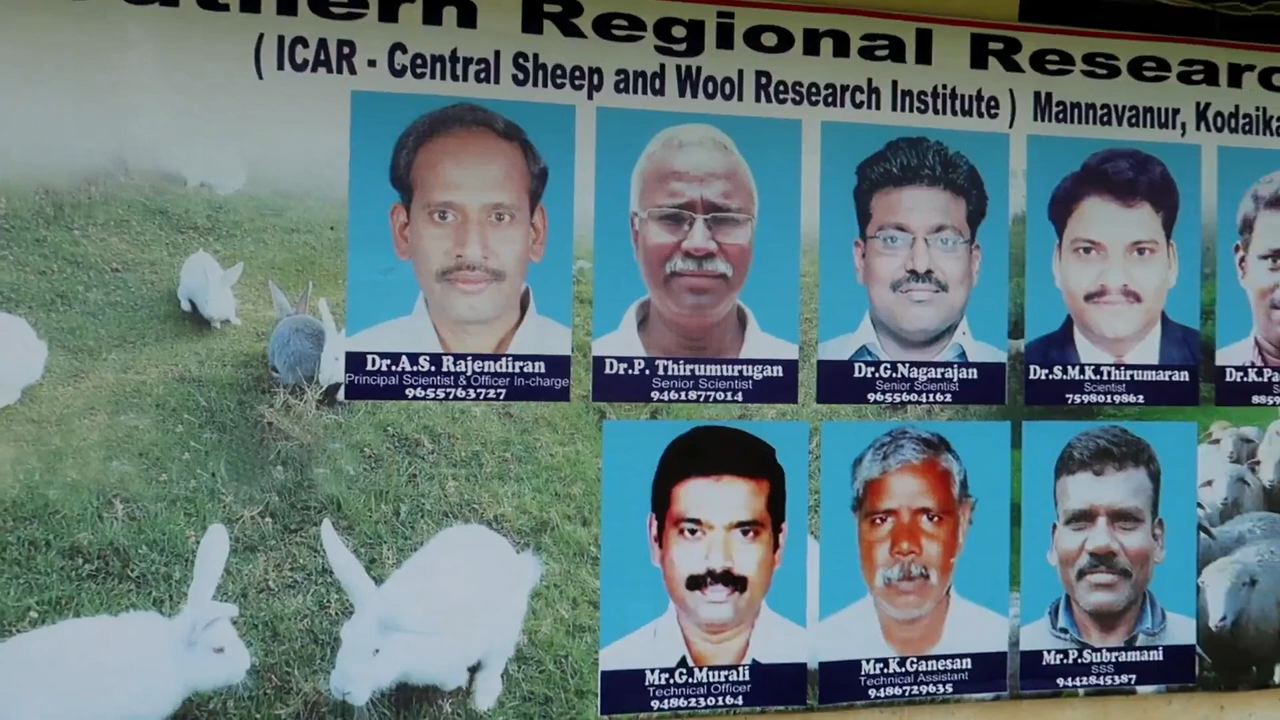 Regional
( ICAR - Central Sheep and Wool Research Institute ) Mannavanur,
Dr.A.S. Rajendiran
Principal Scientist & Officer In-charge
9655763727
Dr.P. Thirumurugan
Senior Scientist
9461877014
Dr.G.Nagarajan
Senior Scientist
9655604162
Dr.S.M.K.Thirumaran
Scientist
7598019862
Dr.K.Pa
Mr.G.Murali
Technical Officer
9486230164
Mr.K.Ganesan
Technical Assistant
9486729635
Mr.P.Subramani
SSS
9442845387